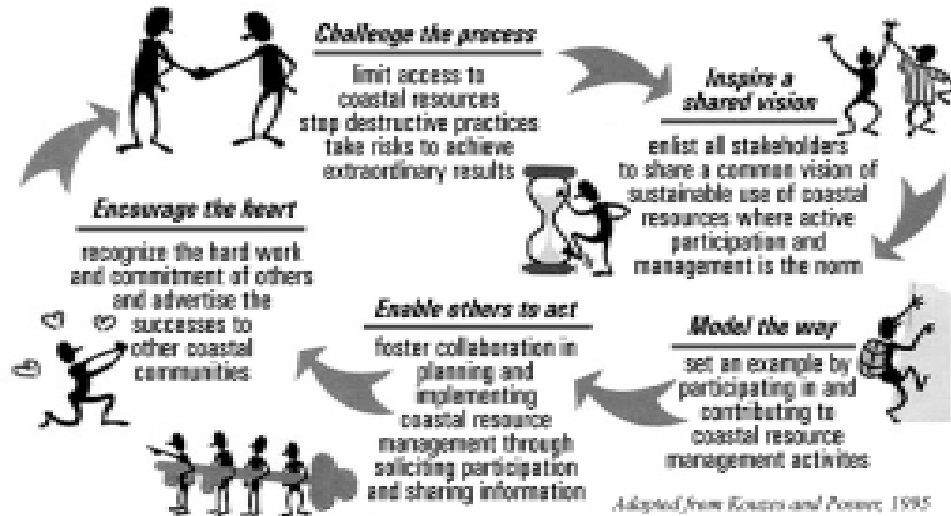 Challenge the process
limit access to
coastal resources
stop destructive practices
take risks to achieve
extraordinary results
Inspire a
shared vision
enlist all stakeholders
to share a common vision of
sustainable use of coastal
resources where active
participation and
management is the norm
Model the way
set an example by
participating in and
contributing to
coastal resource
management activites
Enable others to act
foster collaboration in
planning and
implementing
coastal resource
management through
soliciting participation
and sharing information
Encourage the heart
recognize the hard work
and commitment of others
and advertise the
successes to
other coastal
communities
Adapted from Kouzes and Posner, 1995